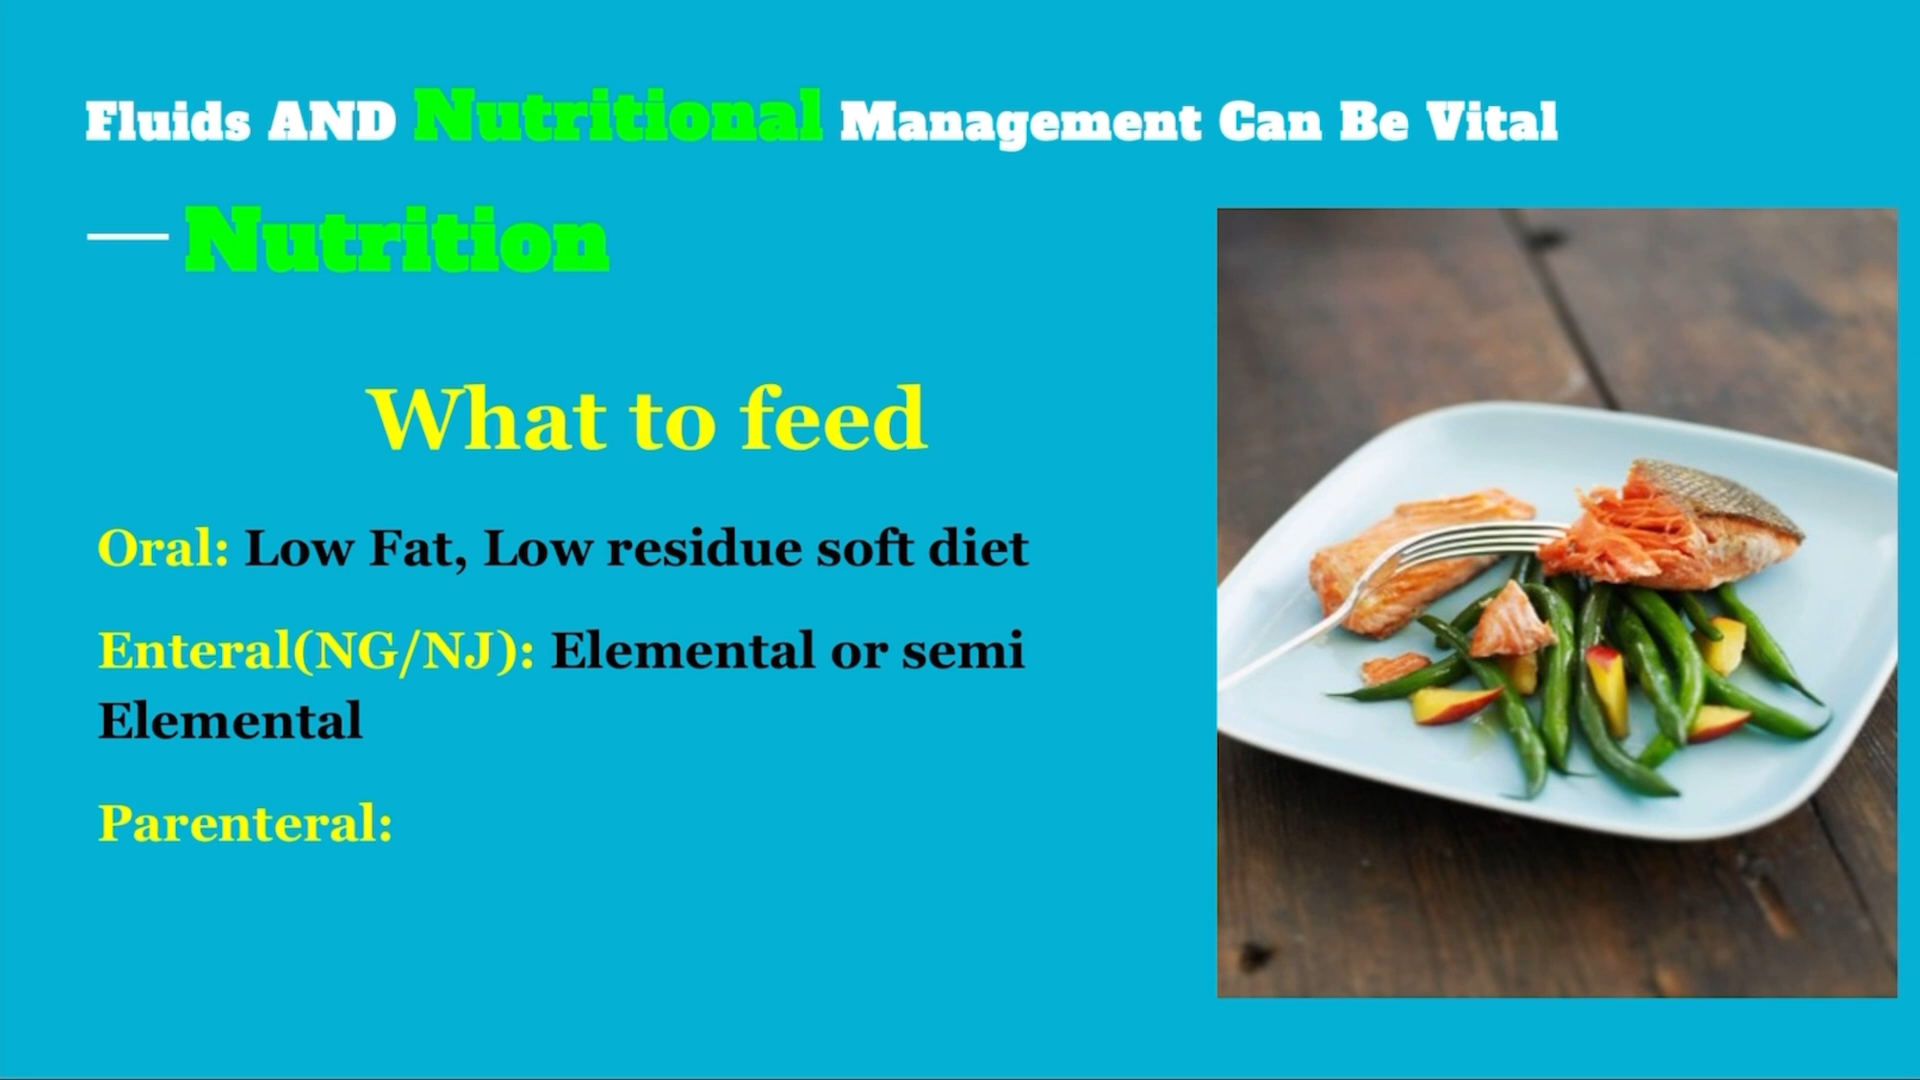 Fluids AND Nutritional Management Can Be Vital
— Nutrition
What to feed
Oral: Low Fat, Low residue soft diet
Enteral(NG/NJ): Elemental or semi
Elemental
Parenteral: